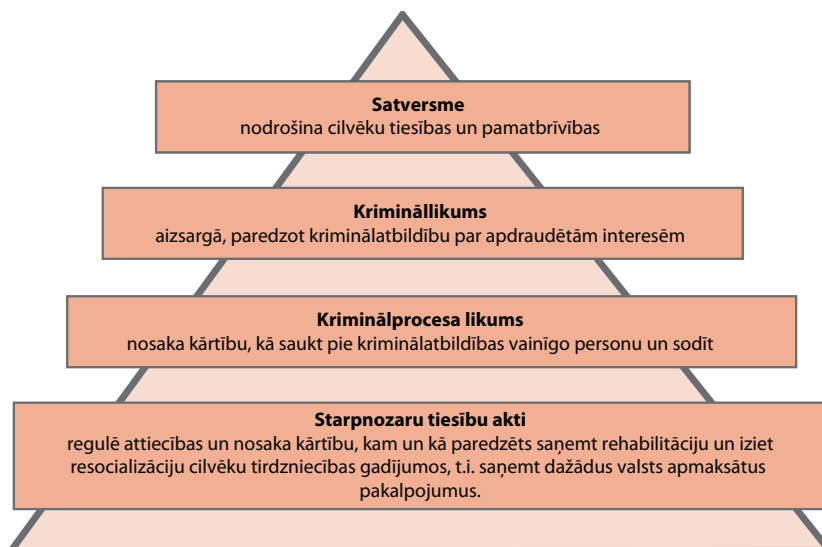 Satversme
nodrošina cilvēku tiesības un pamatbrīvības
Krimināllikums
aizsargā, paredzot kriminālatbildību par apdraudētām interesēm
Kriminālprocesa likums
nosaka kārtību, kā saukt pie kriminālatbildības vainīgo personu un sodīt
Starpnozaru tiesību akti
regulē attiecības un nosaka kārtību, kam un kā paredzēts saņemt rehabilitāciju un iziet
resocializāciju cilvēku tirdzniecības gadījumos, t.i. saņemt dažādus valsts apmaksātus
pakalpojumus.